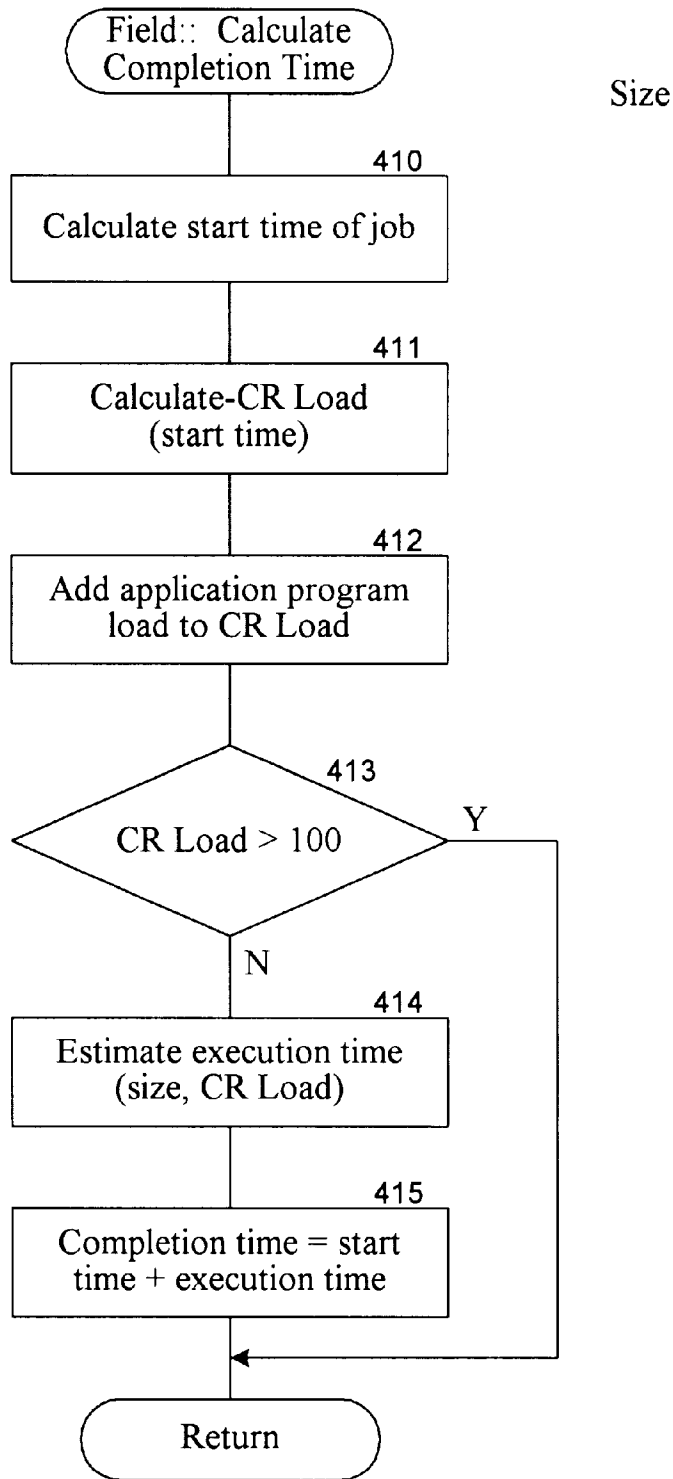 Field:: Calculate
Completion Time
Size
410
Calculate start time of job
411
Calculate-CR Load
(start time)
412
Add application program
load to CR Load
413
CR Load > 100
Y
N
414
Estimate execution time
(size, CR Load)
415
Completion time = start
time + execution time
Return